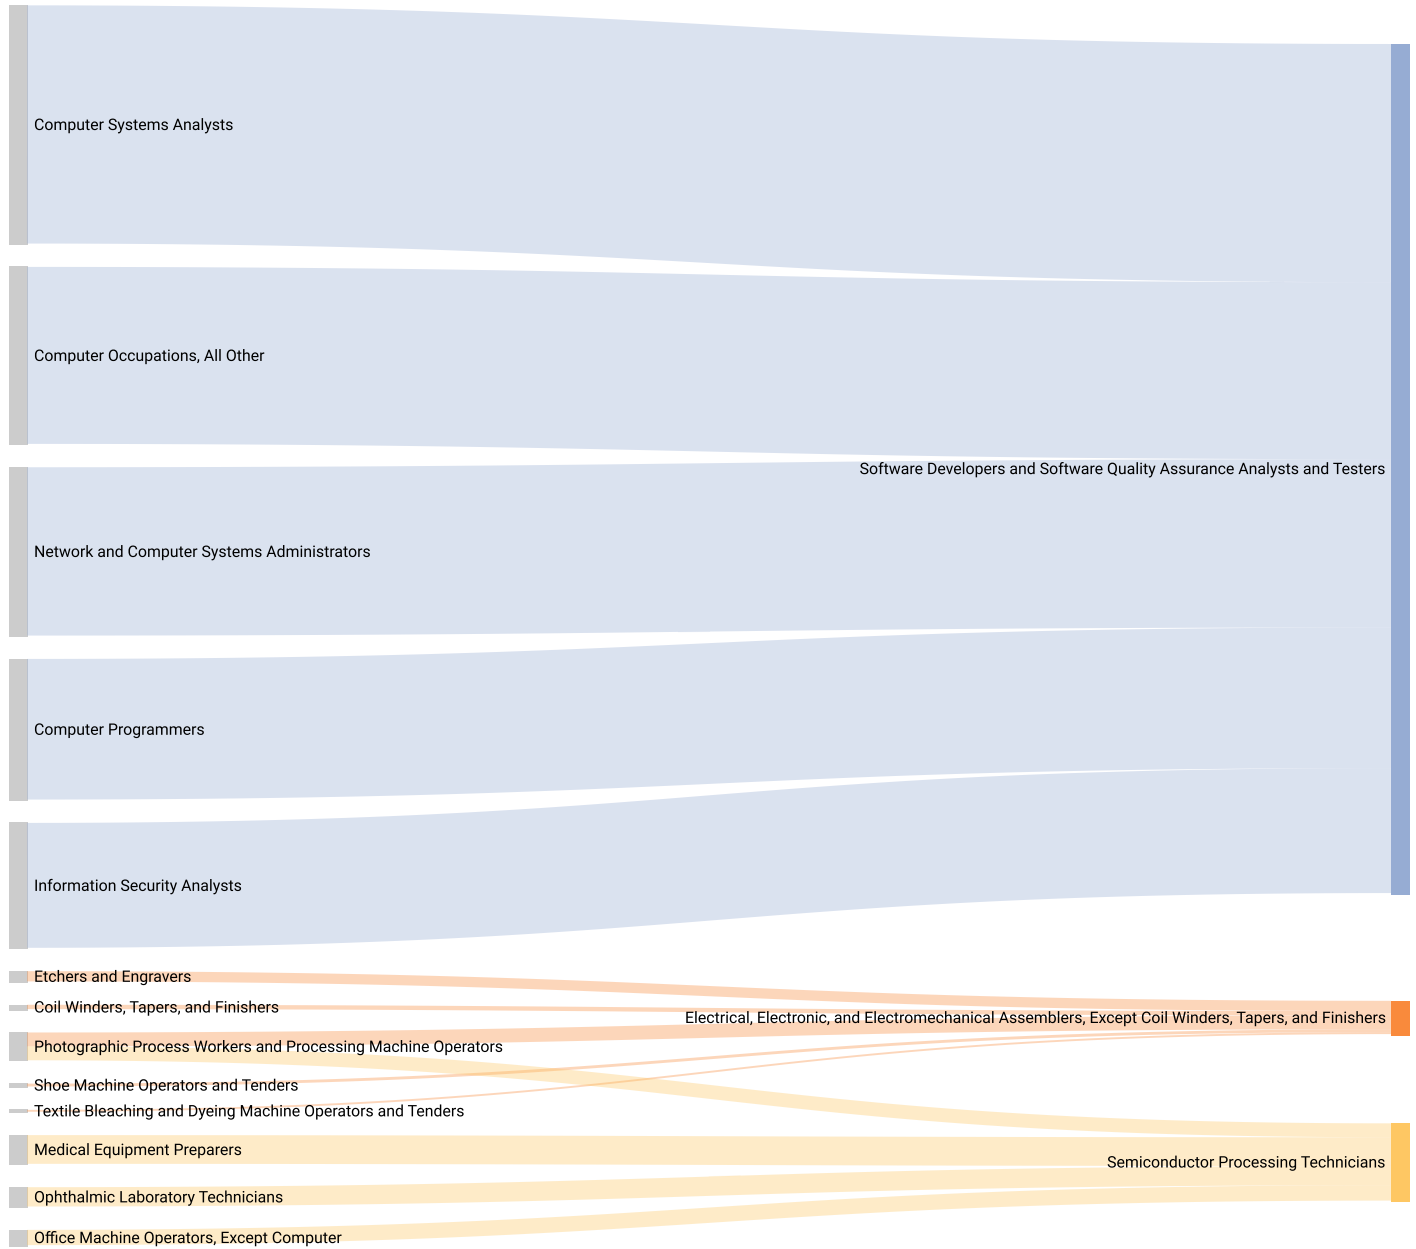 Computer Systems Analysts
Computer Occupations, All Other
Software Developers and Software Quality Assurance Analysts and Testers
Network and Computer Systems Administrators
Computer Programmers
Information Security Analysts
Etchers and Engravers
Coil Winders, Tapers, and Finishers
Electrical, Electronic, and Electromechanical Assemblers, Except Coil Winders, Tapers, and Finishers
Photographic Process Workers and Processing Machine Operators
Shoe Machine Operators and Tenders
Textile Bleaching and Dyeing Machine Operators and Tenders
Medical Equipment Preparers
Semiconductor Processing Technicians
Ophthalmic Laboratory Technicians
Office Machine Operators, Except Computer